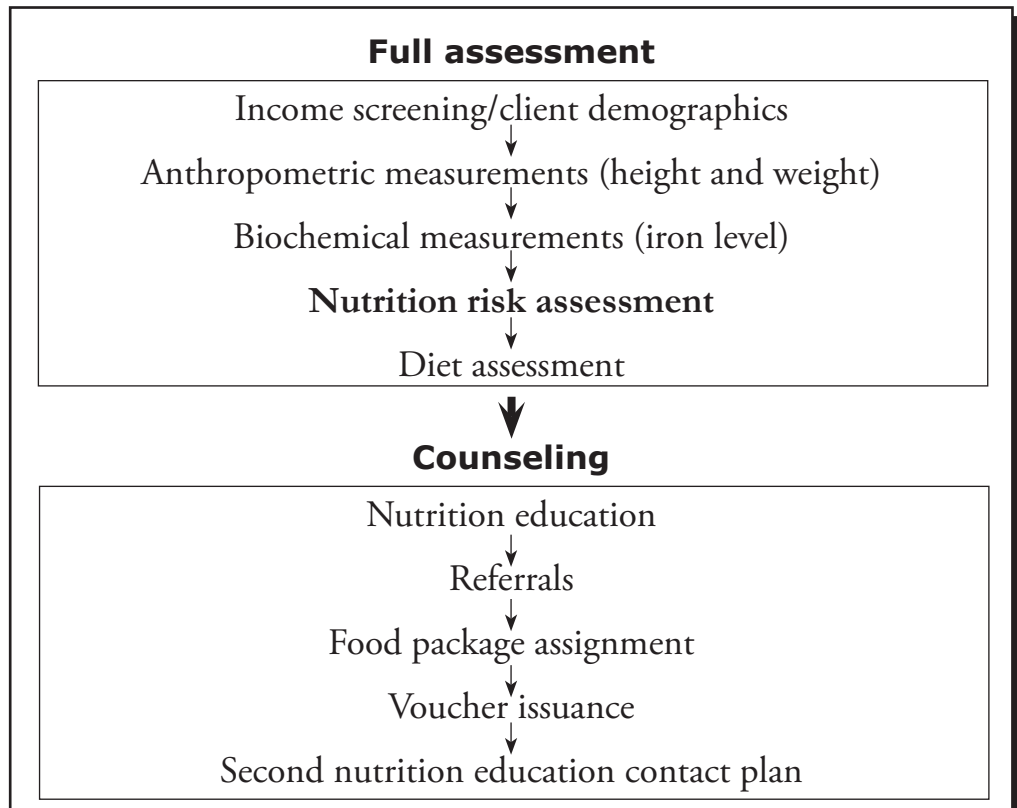 Full assessment
Income screening/client demographics
Anthropometric measurements (height and weight)
Biochemical measurements (iron level)
Nutrition risk assessment
Diet assessment
Counseling
Nutrition education
Referrals
Food package assignment
Voucher issuance
Second nutrition education contact plan